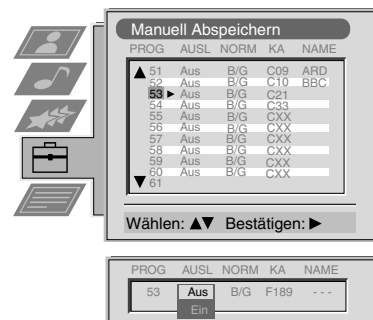 Manuell Abspeichern
PROG AUSL NORM KA NAME
51 Aus B/G C09 ARD
52 Aus B/G C10 BBC
53 Aus B/G C21
54 Aus B/G C33
55 Aus B/G CXX
56 Aus B/G CXX
57 Aus B/G CXX
58 Aus B/G CXX
59 Aus B/G CXX
60 Aus B/G CXX
61
Wählen: ▲▼ Bestätigen: ▶
PROG AUSL NORM KA NAME
53 Aus B/G F189 - - -
Ein